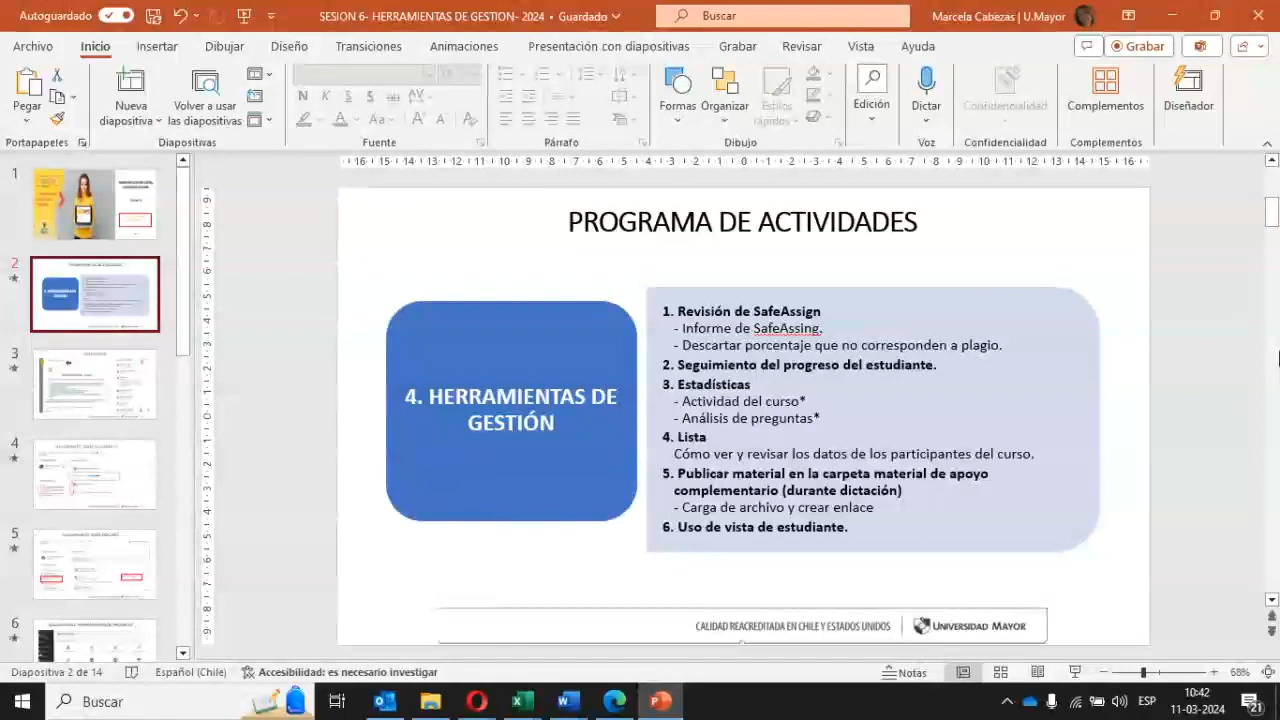 Autoguardado
SESION 6- HERRAMIENTAS DE GESTION- 2024 • Guardado
Buscar
Marcela Cabezas | U.Mayor
Archivo
Inicio
Insertar
Dibujar
Diseño
Transiciones
Animaciones
Presentación con diapositivas
Grabar
Revisar
Vista
Ayuda
Grabar
Pegar
Nueva diapositiva
Volver a usar las diapositivas
Formas
Organizar
Estilos rápidos
Edición
Dictar
Confidencialidad
Complementos
Diseñador
Portapapeles
Diapositivas
Fuente
Párrafo
Dibujo
Voz
Confidencialidad
Complementos
1
2
3
4
5
6
PROGRAMA DE ACTIVIDADES
4. HERRAMIENTAS DE
GESTIÓN
1. Revisión de SafeAssign
- Informe de SafeAssing.
- Descartar porcentaje que no corresponden a plagio.
2. Seguimiento del progreso del estudiante.
3. Estadísticas
- Actividad del curso*
- Análisis de preguntas*
4. Lista
Cómo ver y revisar los datos de los participantes del curso.
5. Publicar material en la carpeta material de apoyo
complementario (durante dictación)
- Carga de archivo y crear enlace
6. Uso de vista de estudiante.
CALIDAD REACREDITADA EN CHILE Y ESTADOS UNIDOS
UNIVERSIDAD MAYOR
Diapositiva 2 de 14
Español (Chile)
Accesibilidad: es necesario investigar
Notas
68%
Buscar
ESP
10:42
11-03-2024
21